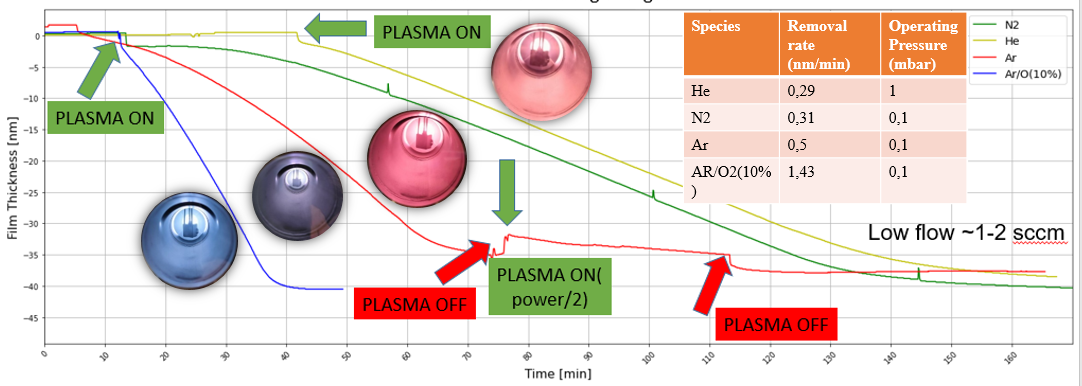 PLASMA ON
PLASMA ON
Species Removal rate (nm/min) Operating Pressure (mbar)
He 0,29 1
N2 0,31 0,1
Ar 0,5 0,1
AR/O2(10%) 1,43 0,1
N2
He
Ar
Ar/O(10%)
Low flow ~1-2 sccm
PLASMA OFF
PLASMA ON(
power/2)
PLASMA OFF
Film Thickness [nm]
0
−5
−10
−15
−20
−25
−30
−35
−40
−45
0 10 20 30 40 50 60 70 80 90 100 110 120 130 140 150 160
Time [min]